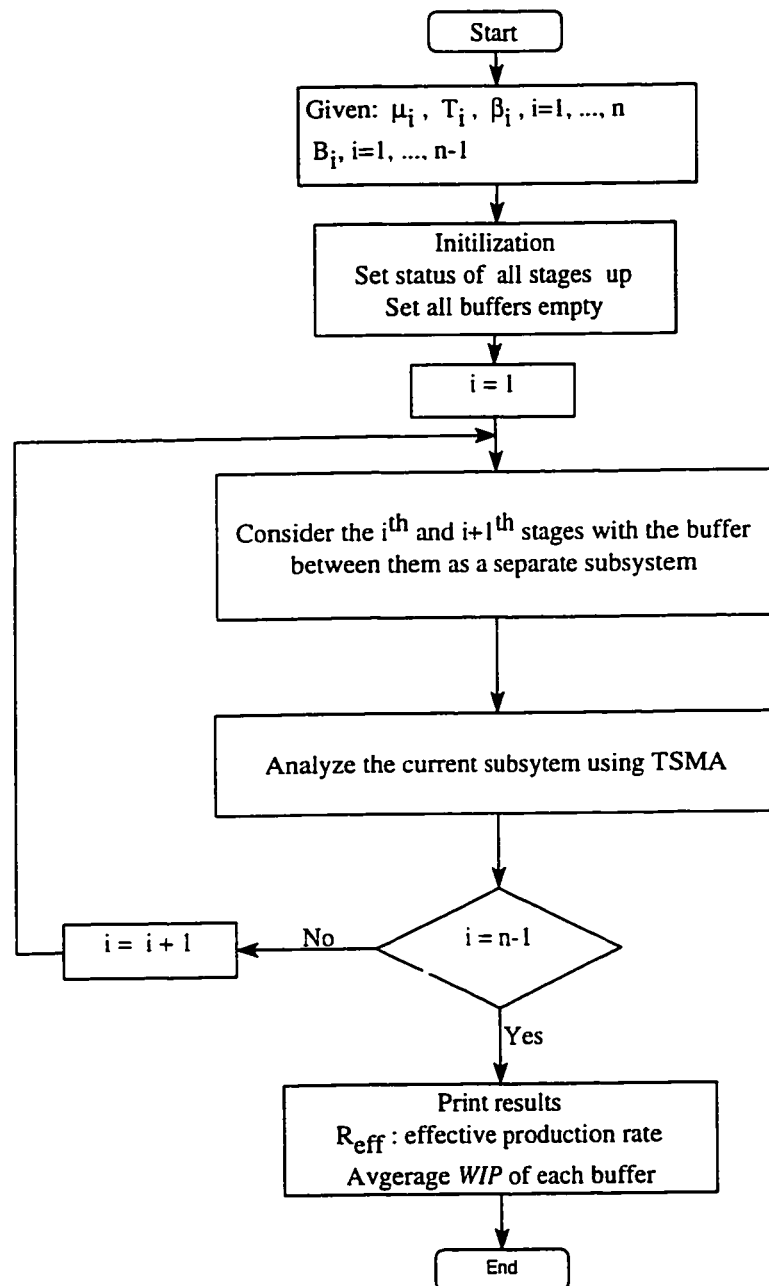 Start
Given: μi , Ti , βi , i=1, ..., n
Bi, i=1, ..., n-1
Initilization
Set status of all stages up
Set all buffers empty
i = 1
Consider the ith and i+1th stages with the buffer
between them as a separate subsystem
Analyze the current subsytem using TSMA
i = n-1
No
i = i + 1
Yes
Print results
Reff : effective production rate
Avgerage WIP of each buffer
End